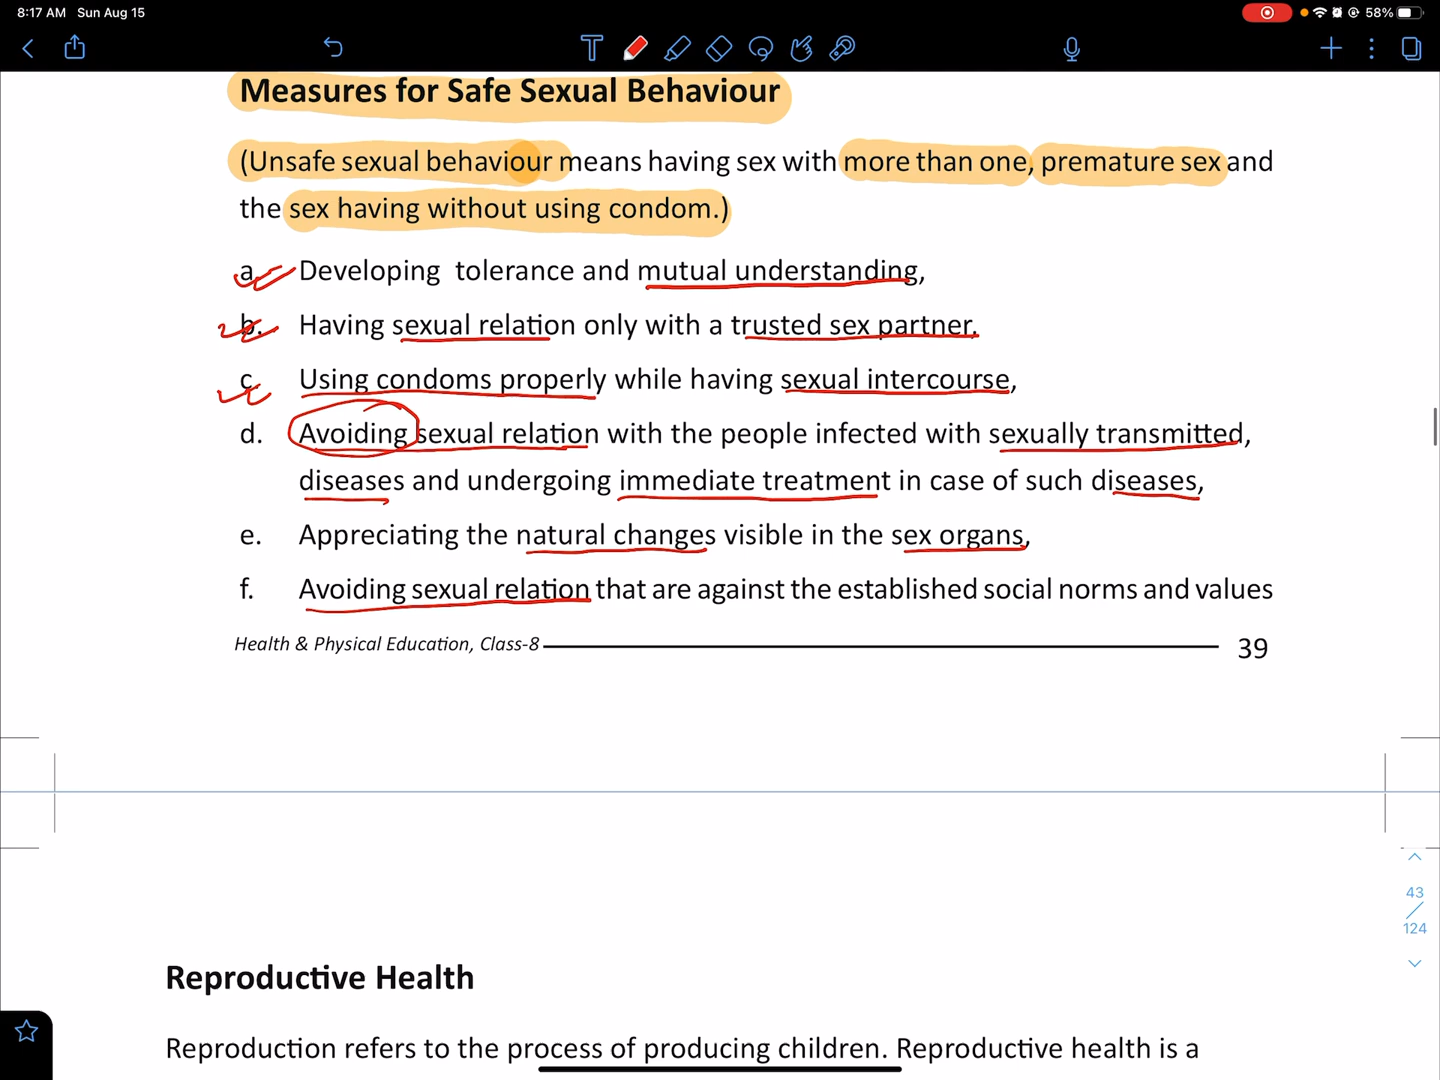 8:17 AM Sun Aug 15
58%
Measures for Safe Sexual Behaviour
(Unsafe sexual behaviour means having sex with more than one, premature sex and
the sex having without using condom.)
a. Developing tolerance and mutual understanding,
b. Having sexual relation only with a trusted sex partner.
c. Using condoms properly while having sexual intercourse,
d. Avoiding sexual relation with the people infected with sexually transmitted,
diseases and undergoing immediate treatment in case of such diseases,
e. Appreciating the natural changes visible in the sex organs,
f. Avoiding sexual relation that are against the established social norms and values
Health & Physical Education, Class-8 39
43
124
Reproductive Health
Reproduction refers to the process of producing children. Reproductive health is a